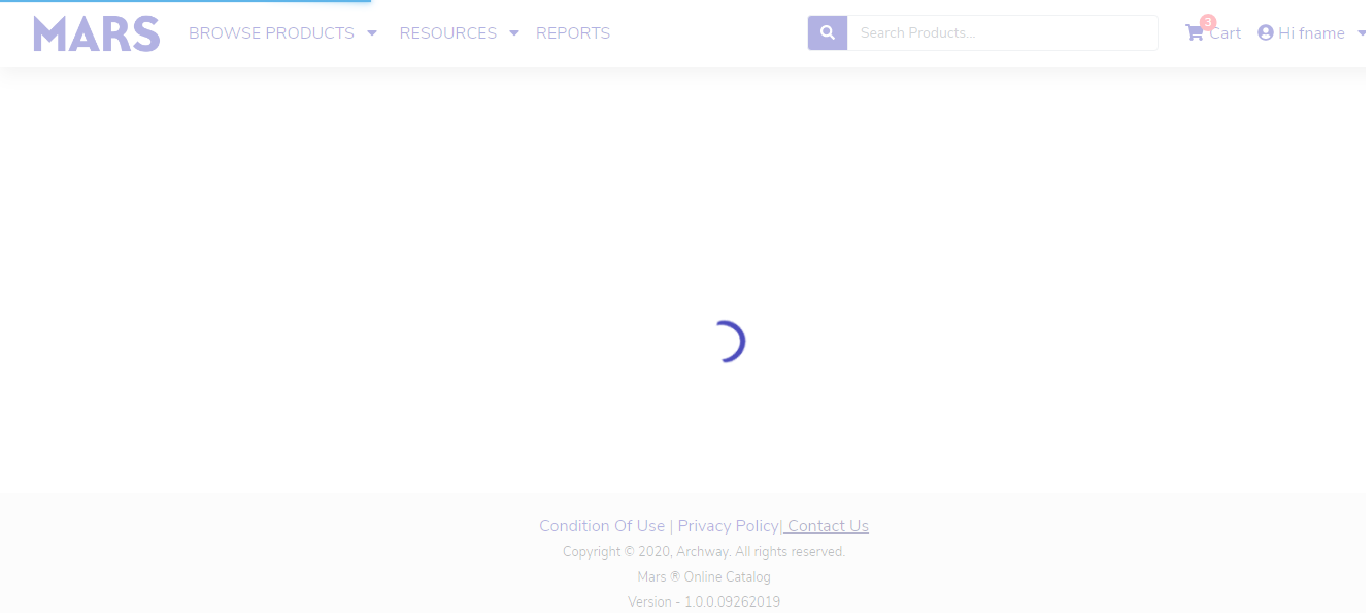 MARS BROWSE PRODUCTS RESOURCES REPORTS Search Products... 3 Cart Hi fname
Condition Of Use | Privacy Policy| Contact Us
Copyright © 2020, Archway. All rights reserved.
Mars ® Online Catalog
Version - 1.0.0.09262019